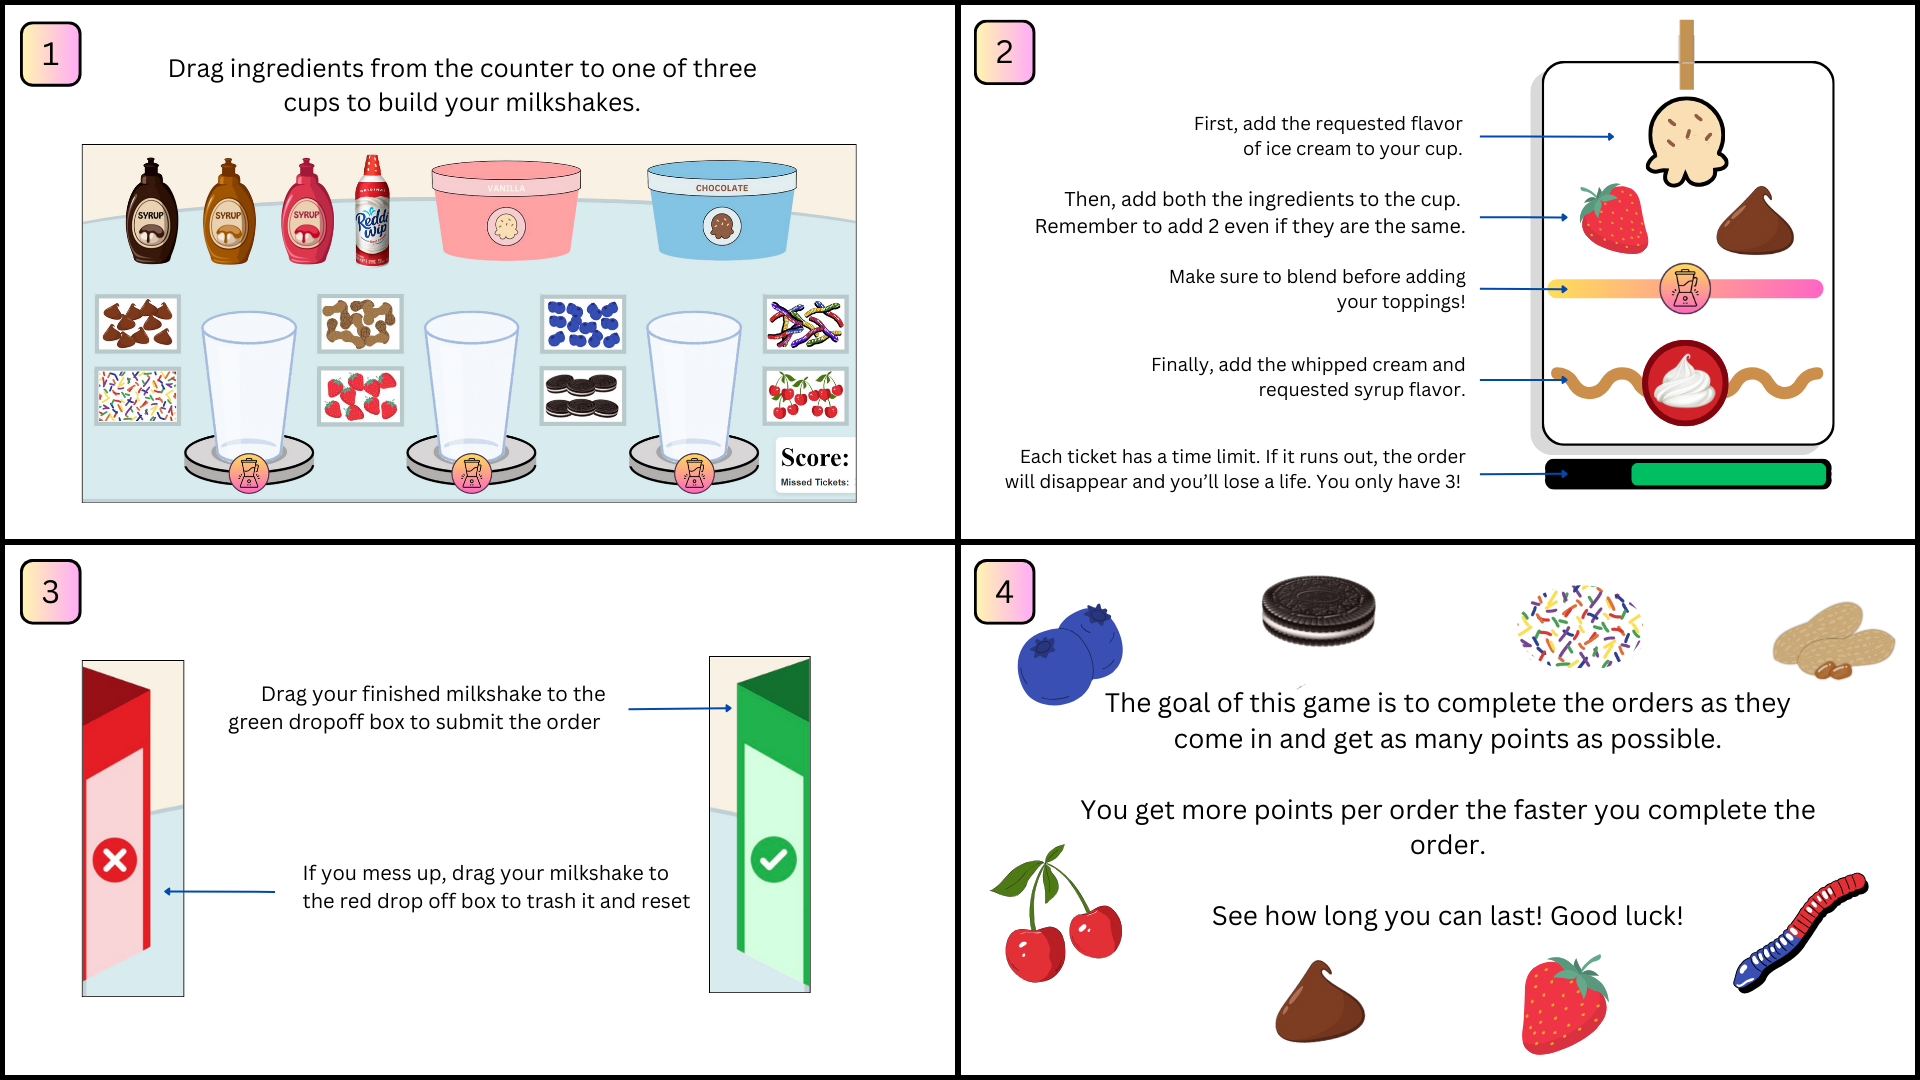 1
Drag ingredients from the counter to one of three
cups to build your milkshakes.
SYRUP
SYRUP
SYRUP
ORIGINAL
Reddi
Wip
VANILLA
CHOCOLATE
Score:
Missed Tickets:
2
First, add the requested flavor
of ice cream to your cup.
Then, add both the ingredients to the cup.
Remember to add 2 even if they are the same.
Make sure to blend before adding
your toppings!
Finally, add the whipped cream and
requested syrup flavor.
Each ticket has a time limit. If it runs out, the order
will disappear and you’ll lose a life. You only have 3!
3
Drag your finished milkshake to the
green dropoff box to submit the order
If you mess up, drag your milkshake to
the red drop off box to trash it and reset
4
The goal of this game is to complete the orders as they
come in and get as many points as possible.
You get more points per order the faster you complete the
order.
See how long you can last! Good luck!